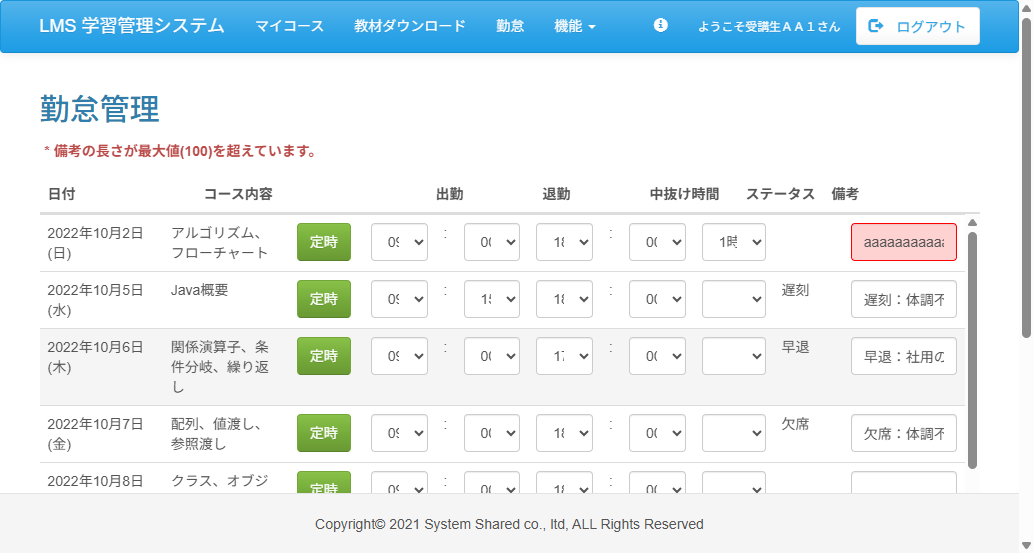 LMS 学習管理システム マイコース 教材ダウンロード 勤怠 機能 ようこそ受講生ＡＡ１さん ログアウト
勤怠管理
* 備考の長さが最大値(100)を超えています。
日付 コース内容 出勤 退勤 中抜け時間 ステータス 備考
2022年10月2日 アルゴリズム、 定時 09 : 00 18 : 00 1時 aaaaaaaaaaa
(日) フローチャート
2022年10月5日 Java概要 定時 09 : 15 18 : 00 遅刻 遅刻：体調不
(水)
2022年10月6日 関係演算子、条 定時 09 : 00 17 : 00 早退 早退：社用の
(木) 件分岐、繰り返
し
2022年10月7日 配列、値渡し、 定時 09 : 00 18 : 00 欠席 欠席：体調不
(金) 参照渡し
2022年10月8日 クラス、オブジ 定時 09 : 00 18 : 00
Copyright© 2021 System Shared co., ltd, ALL Rights Reserved